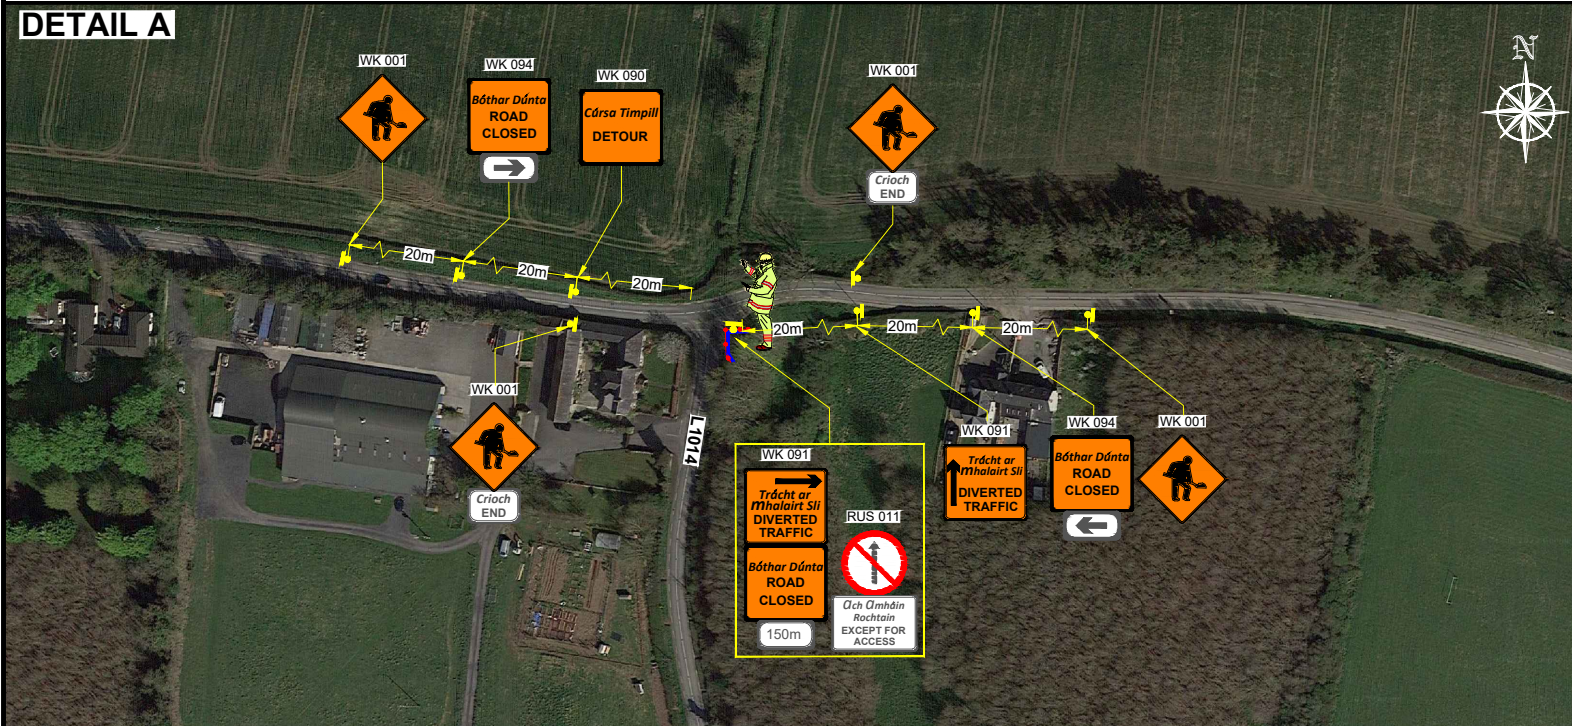 DETAIL A
N
WK 001
WK 094
Bóthar Dúnta
ROAD
CLOSED
WK 090
Cúrsa Timpill
DETOUR
WK 001
Críoch
END
20m
20m
20m
20m
20m
20m
WK 001
Críoch
END
L1014
WK 091
Trácht ar
mhalairt Slí
DIVERTED
TRAFFIC
Bóthar Dúnta
ROAD
CLOSED
150m
RUS 011
Ach Amháin
Rochtain
EXCEPT FOR
ACCESS
WK 091
Trácht ar
mhalairt Slí
DIVERTED
TRAFFIC
WK 094
Bóthar Dúnta
ROAD
CLOSED
WK 001